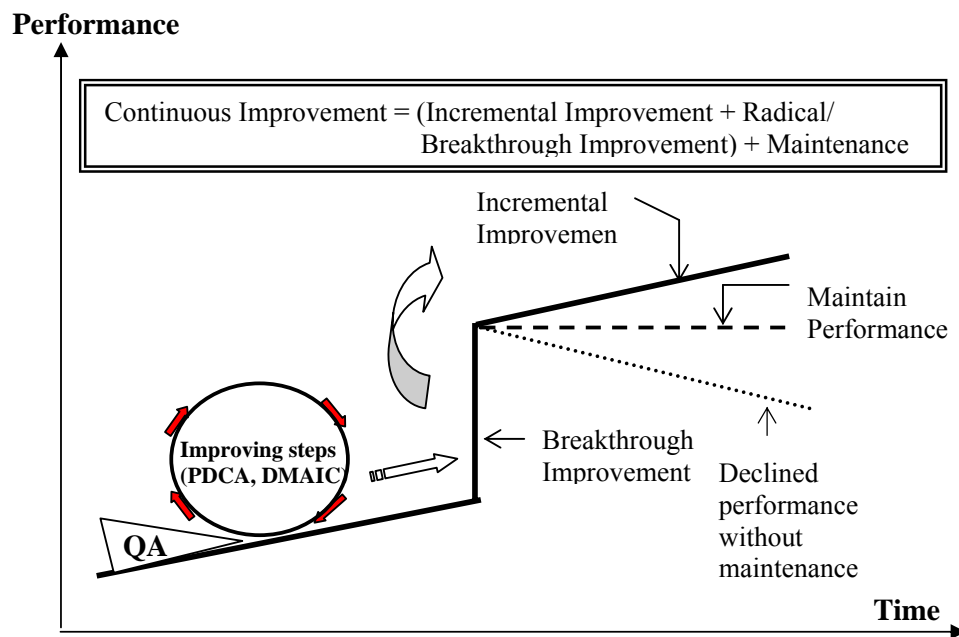 Performance
Continuous Improvement = (Incremental Improvement + Radical/
Breakthrough Improvement) + Maintenance
Incremental
Improvemen
Maintain
Performance
Improving steps
(PDCA, DMAIC)
Breakthrough
Improvement
QA
Declined
performance
without
maintenance
Time